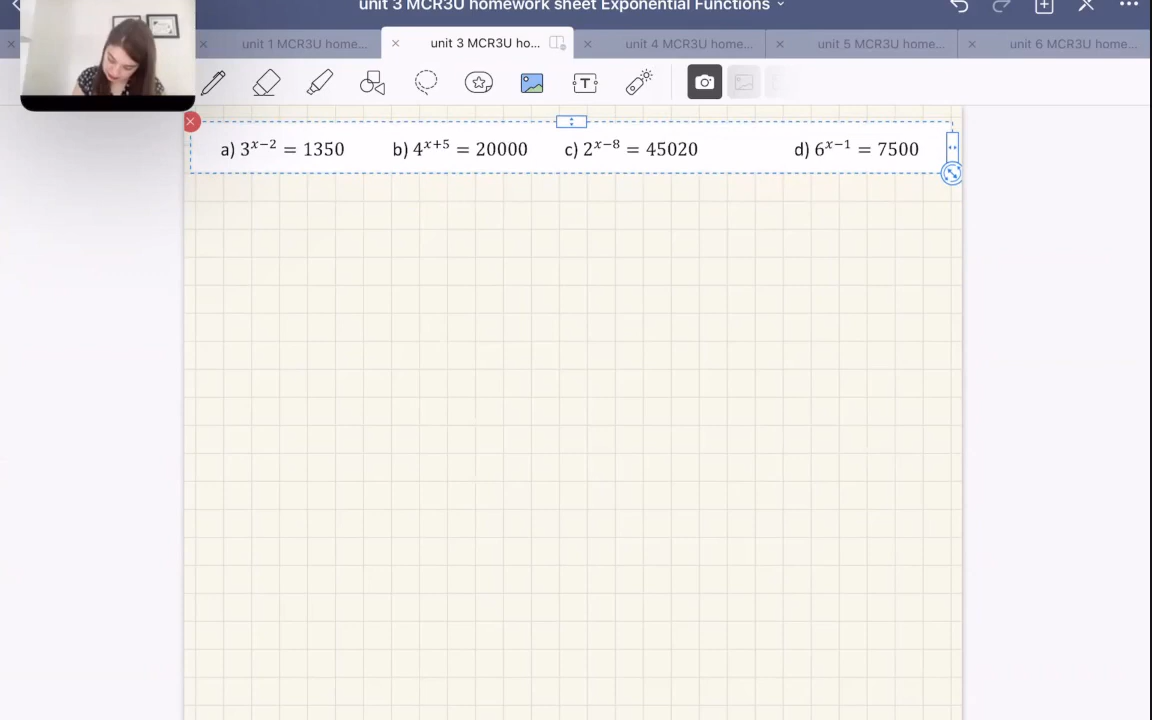 unit 3 MCR3U homework sheet Exponential Functions
unit 1 MCR3U home...
unit 3 MCR3U ho...
unit 4 MCR3U home...
unit 5 MCR3U home...
unit 6 MCR3U home...
T
a) 3^{x−2} = 1350 b) 4^{x+5} = 20000 c) 2^{x−8} = 45020 d) 6^{x−1} = 7500